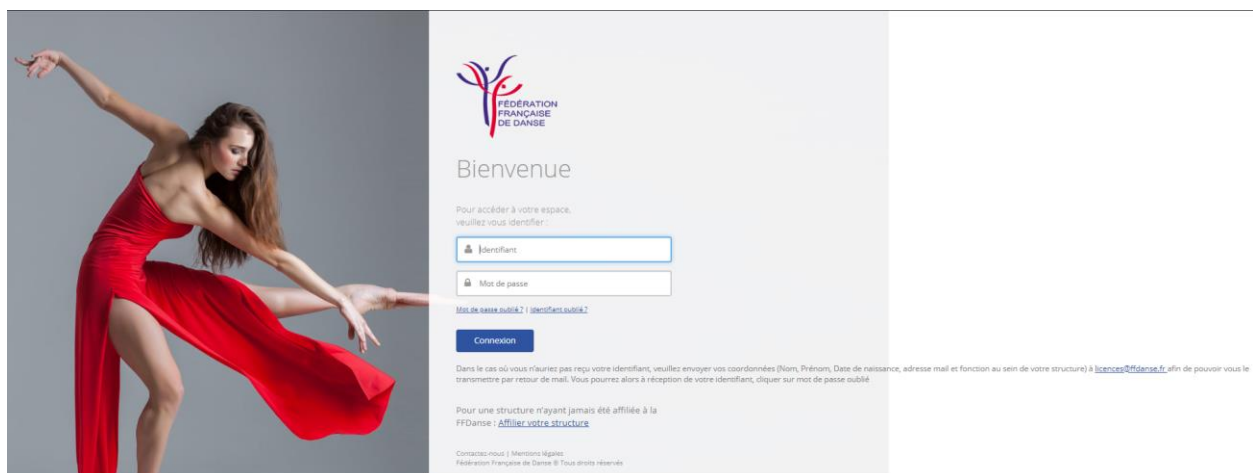 FÉDÉRATION
FRANÇAISE
DE DANSE
Bienvenue
Pour accéder à votre espace,
veuillez vous identifier :
Identifiant
Mot de passe
Mot de passe oublié ? | Identifiant oublié ?
Connexion
Dans le cas où vous n'auriez pas reçu votre identifiant, veuillez envoyer vos coordonnées (Nom, Prénom, Date de naissance, adresse mail et fonction au sein de votre structure) à licences@ffdanse.fr afin de pouvoir vous le
transmettre par retour de mail. Vous pourrez alors à réception de votre identifiant, cliquer sur mot de passe oublié
Pour une structure n'ayant jamais été affiliée à la
FFDanse : Affilier votre structure
Contactez-nous | Mentions légales
Fédération Française de Danse ® Tous droits réservés